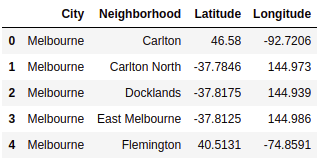 City Neighborhood Latitude Longitude
0 Melbourne Carlton 46.58 -92.7206
1 Melbourne Carlton North -37.7846 144.973
2 Melbourne Docklands -37.8175 144.939
3 Melbourne East Melbourne -37.8125 144.986
4 Melbourne Flemington 40.5131 -74.8591